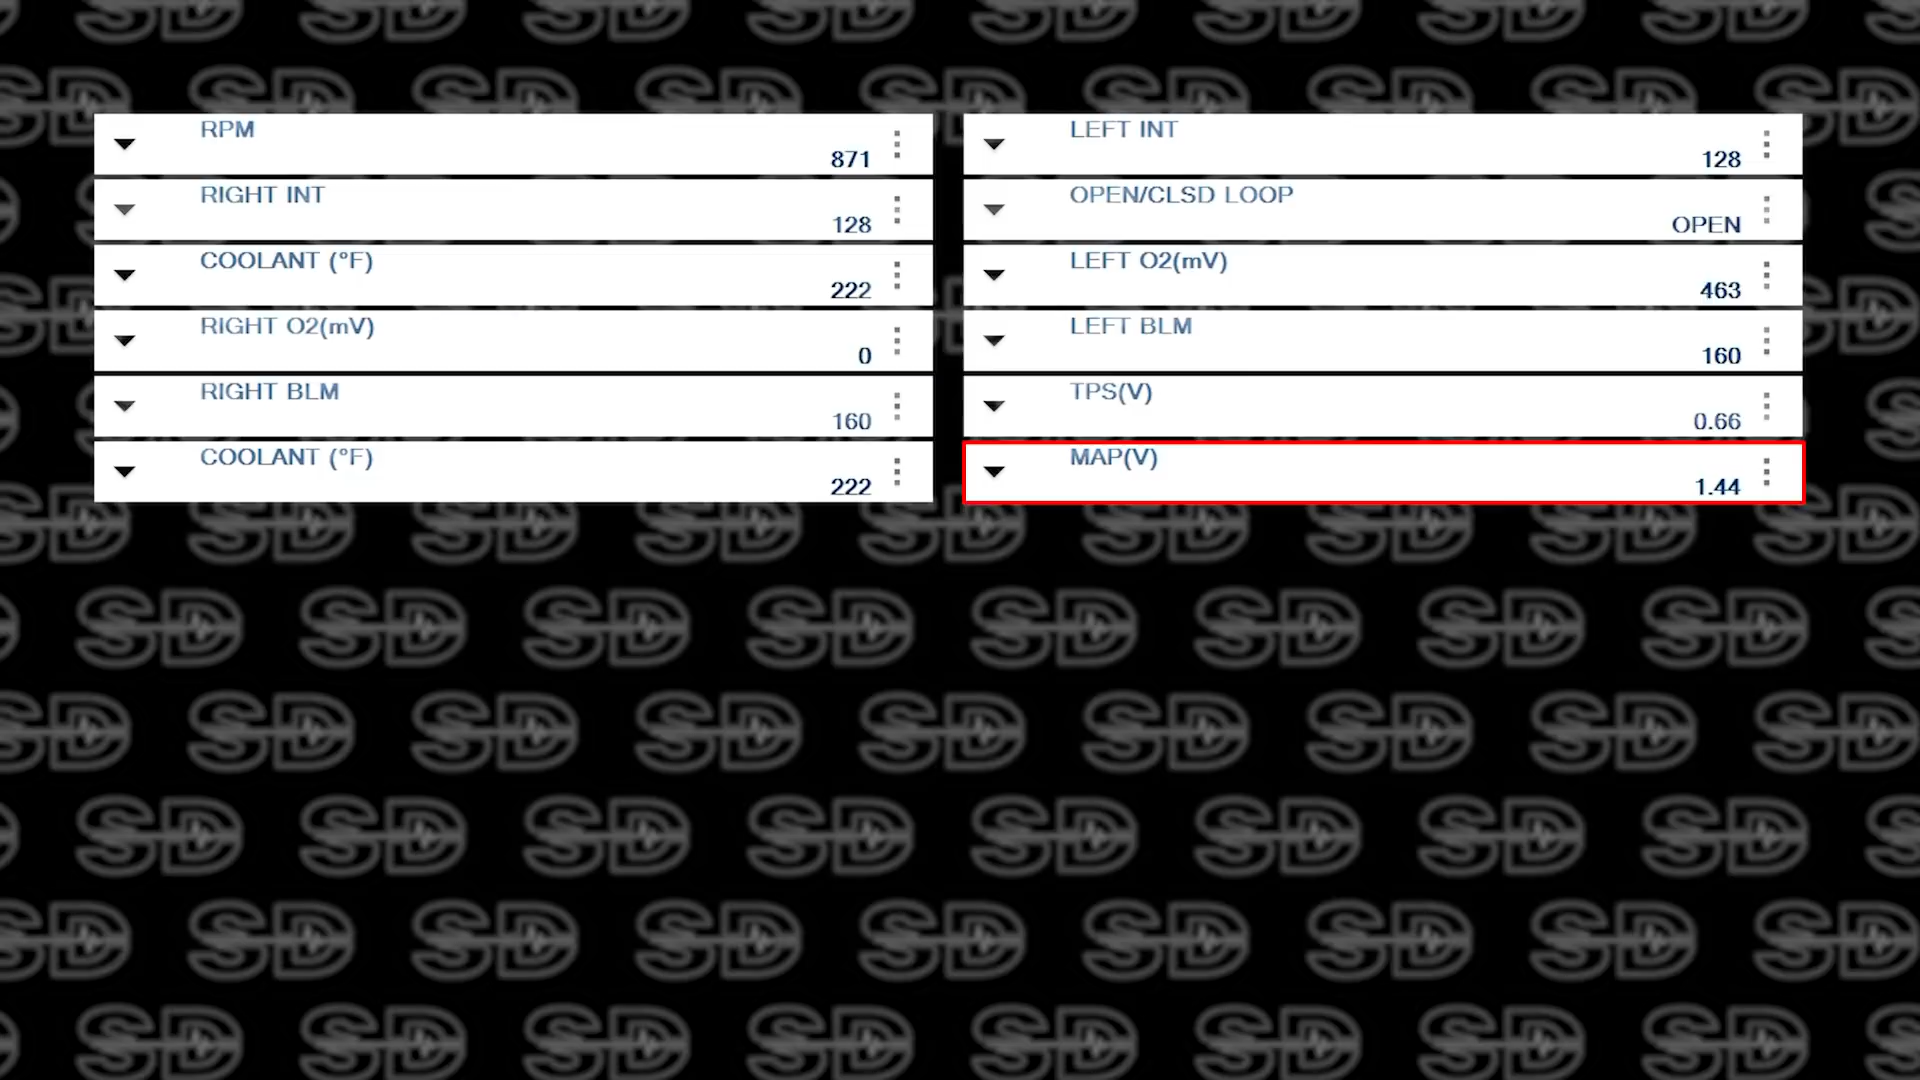 RPM
871
LEFT INT
128
RIGHT INT
128
OPEN/CLSD LOOP
OPEN
COOLANT (°F)
222
LEFT O2(mV)
463
RIGHT O2(mV)
0
LEFT BLM
160
RIGHT BLM
160
TPS(V)
0.66
COOLANT (°F)
222
MAP(V)
1.44